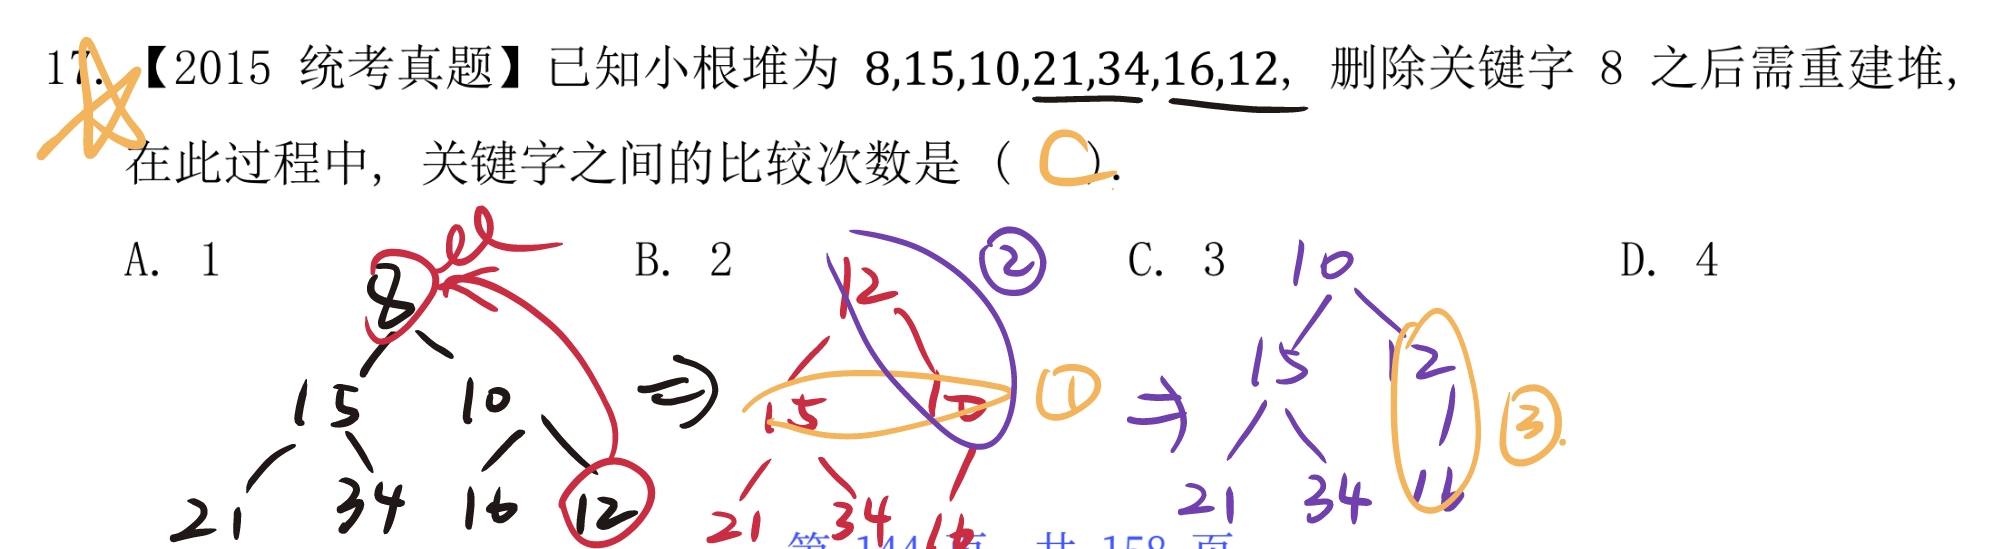 17. 【2015 统考真题】已知小根堆为 8,15,10,21,34,16,12, 删除关键字 8 之后需重建堆,
在此过程中, 关键字之间的比较次数是 ( C ).
A. 1 B. 2 C. 3 D. 4
8 12 ② 10
15 10 ⇒ 15 10 ① ⇒ 15 12 ③.
21 34 16 12 21 34 16 21 34 16
第 144 页 共 158 页